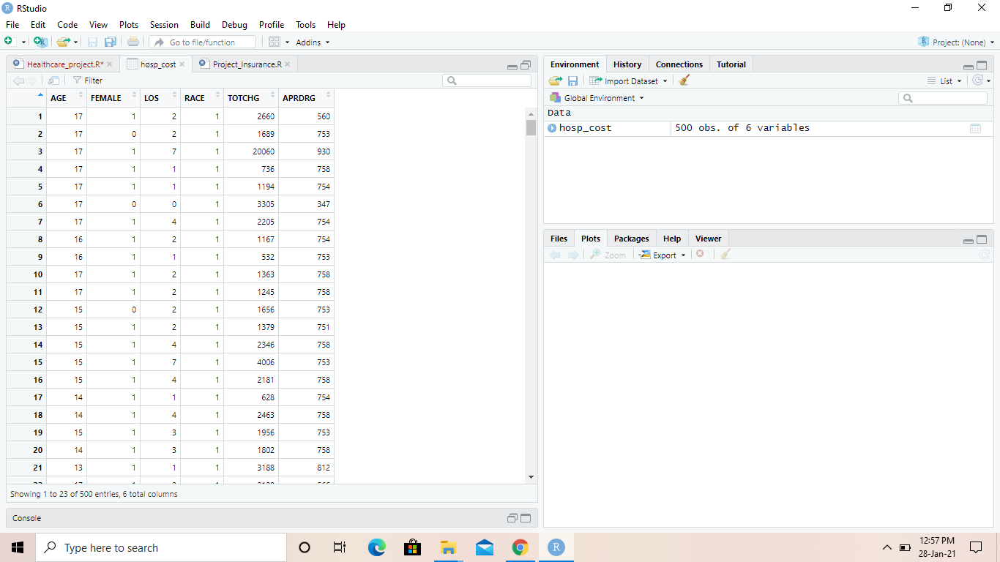 RStudio
File Edit Code View Plots Session Build Debug Profile Tools Help
Go to file/function Addins Project: (None)
Healthcare_project.R* hosp_cost Project_Insurance.R
Filter
AGE FEMALE LOS RACE TOTCHG APRDRG
1 17 1 2 1 2660 560
2 17 0 2 1 1689 753
3 17 1 7 1 20060 930
4 17 1 1 1 736 758
5 17 1 1 1 1194 754
6 17 0 0 1 3305 347
7 17 1 4 1 2205 754
8 16 1 2 1 1167 754
9 16 1 1 1 532 753
10 17 1 2 1 1363 758
11 17 1 2 1 1245 758
12 15 0 2 1 1656 753
13 15 1 2 1 1379 751
14 15 1 4 1 2346 758
15 15 1 7 1 4006 753
16 15 1 4 1 2181 758
17 14 1 1 1 628 754
18 14 1 4 1 2463 758
19 15 1 3 1 1956 753
20 14 1 3 1 1802 758
21 13 1 1 1 3188 812
Showing 1 to 23 of 500 entries, 6 total columns
Console
Environment History Connections Tutorial
Import Dataset List
Global Environment
Data
hosp_cost 500 obs. of 6 variables
Files Plots Packages Help Viewer
Zoom Export
Type here to search
12:57 PM
28-Jan-21